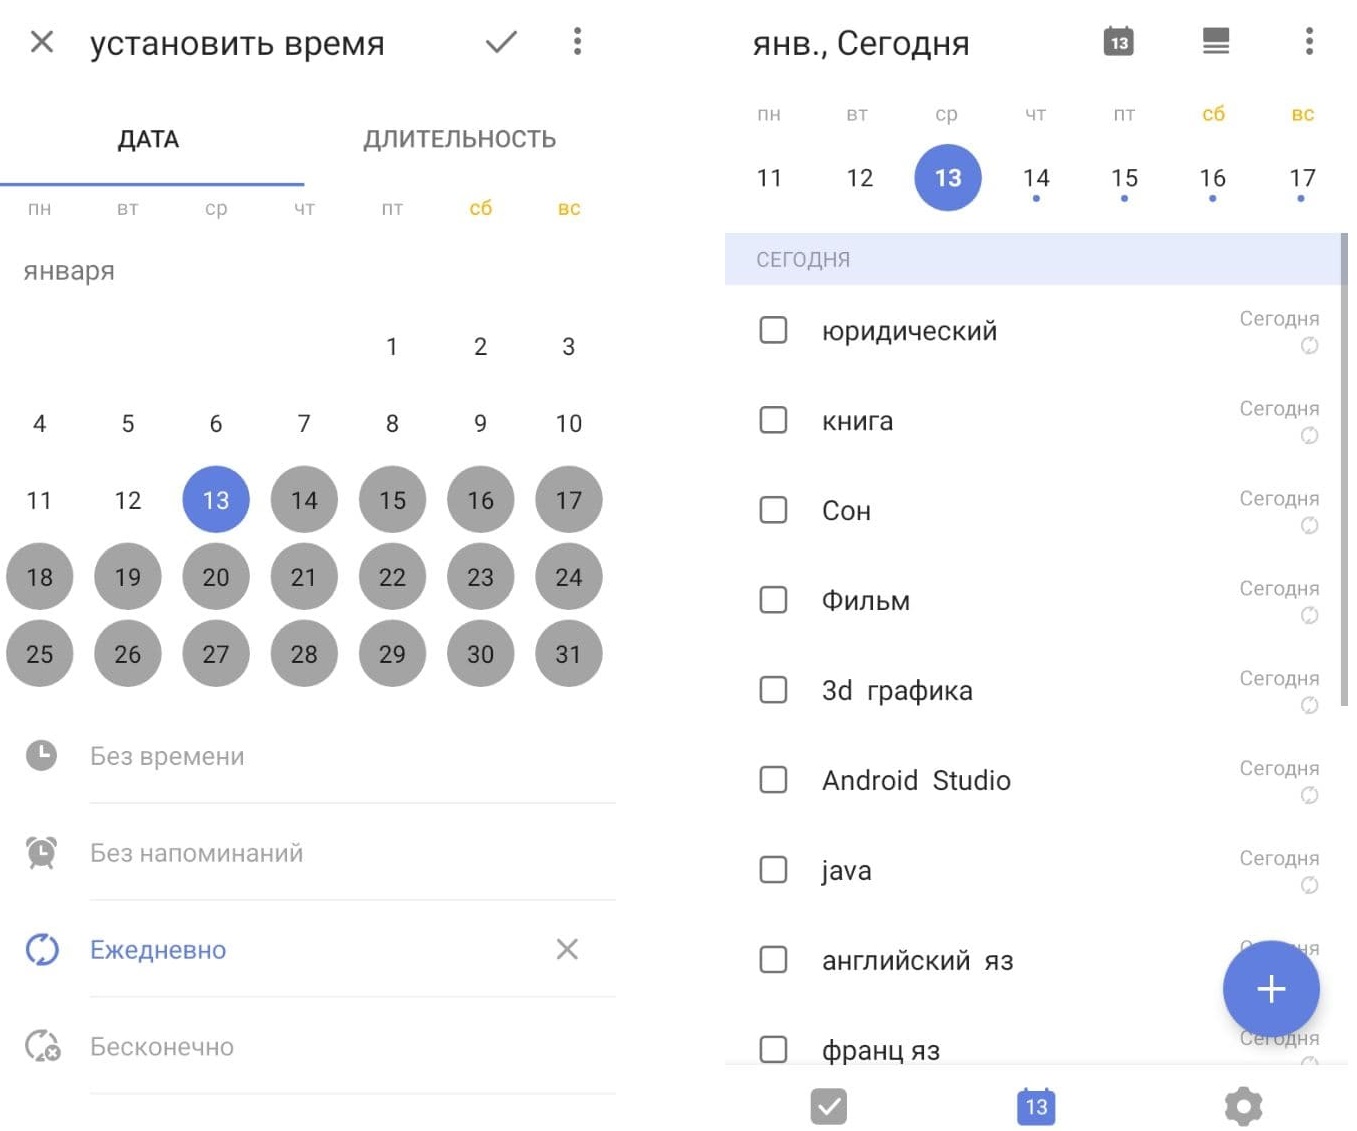 установить время
ДАТА ДЛИТЕЛЬНОСТЬ
пн вт ср чт пт сб вс
января
1 2 3
4 5 6 7 8 9 10
11 12 13 14 15 16 17
18 19 20 21 22 23 24
25 26 27 28 29 30 31
Без времени
Без напоминаний
Ежедневно
Бесконечно
янв., Сегодня 13
пн вт ср чт пт сб вс
11 12 13 14 15 16 17
СЕГОДНЯ
юридический Сегодня
книга Сегодня
Сон Сегодня
Фильм Сегодня
3d графика Сегодня
Android Studio Сегодня
java Сегодня
английский яз
франц яз Сегодня
13